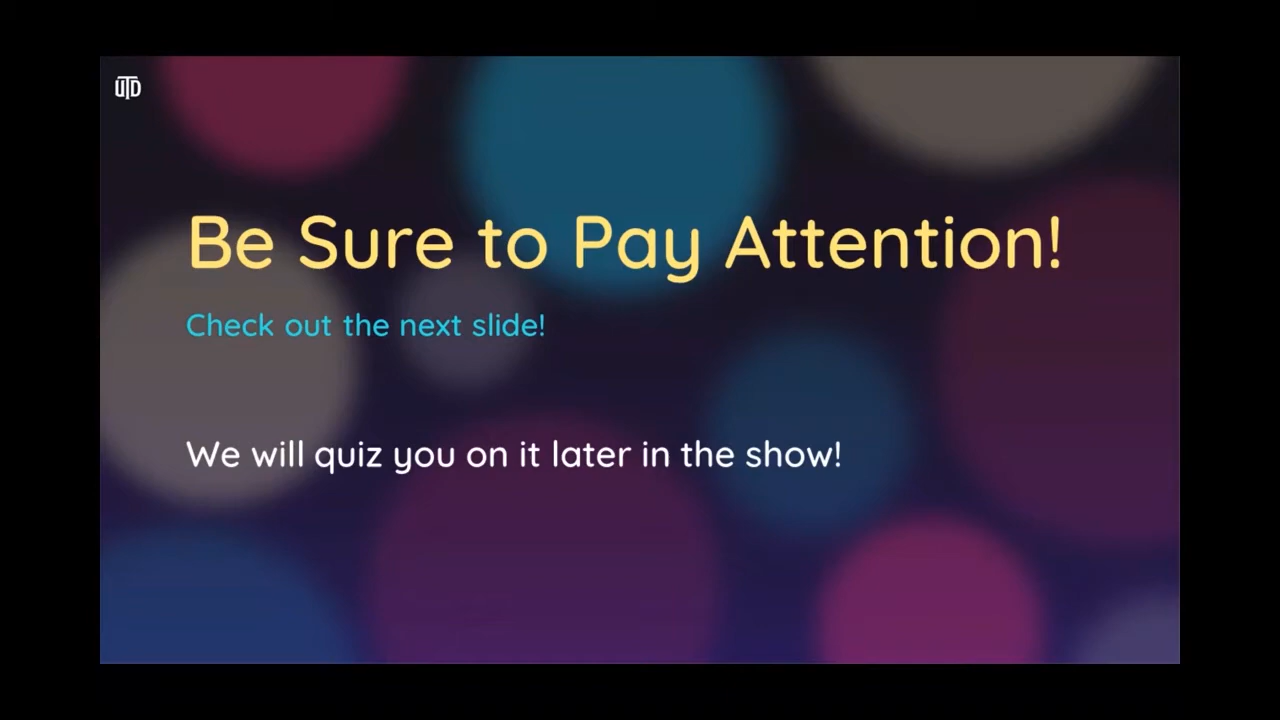 UTD
Be Sure to Pay Attention!
Check out the next slide!
We will quiz you on it later in the show!